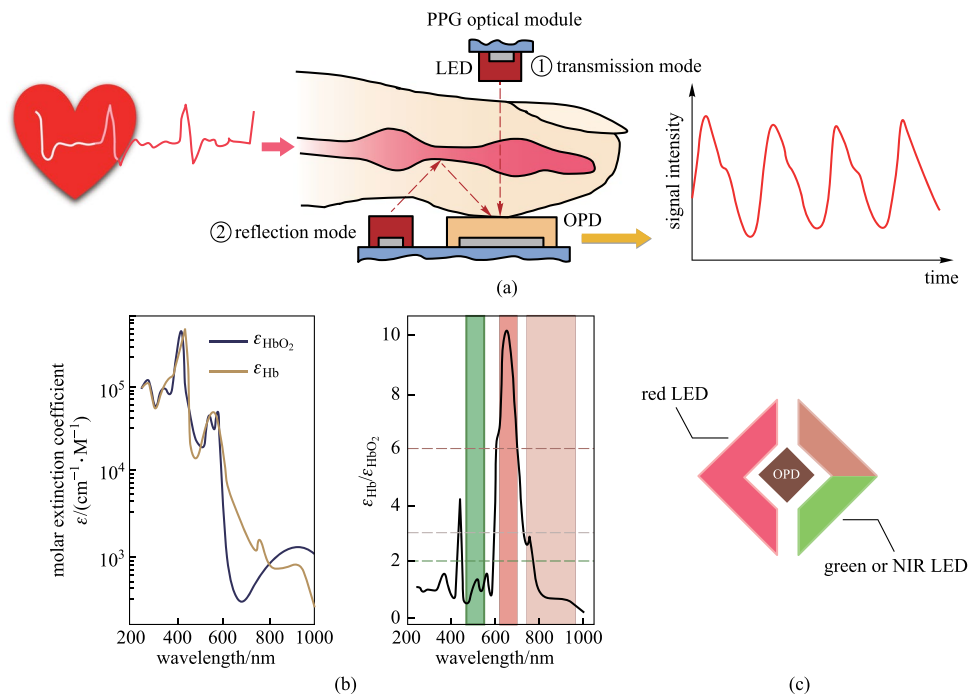 PPG optical module
LED
① transmission mode
② reflection mode
OPD
signal intensity
time
(a)
molar extinction coefficient
ε/(cm⁻¹·M⁻¹)
10⁵
10⁴
10³
ε_HbO₂
ε_Hb
200 400 600 800 1000
wavelength/nm
ε_Hb/ε_HbO₂
10
8
6
4
2
0
200 400 600 800 1000
wavelength/nm
(b)
red LED
OPD
green or NIR LED
(c)